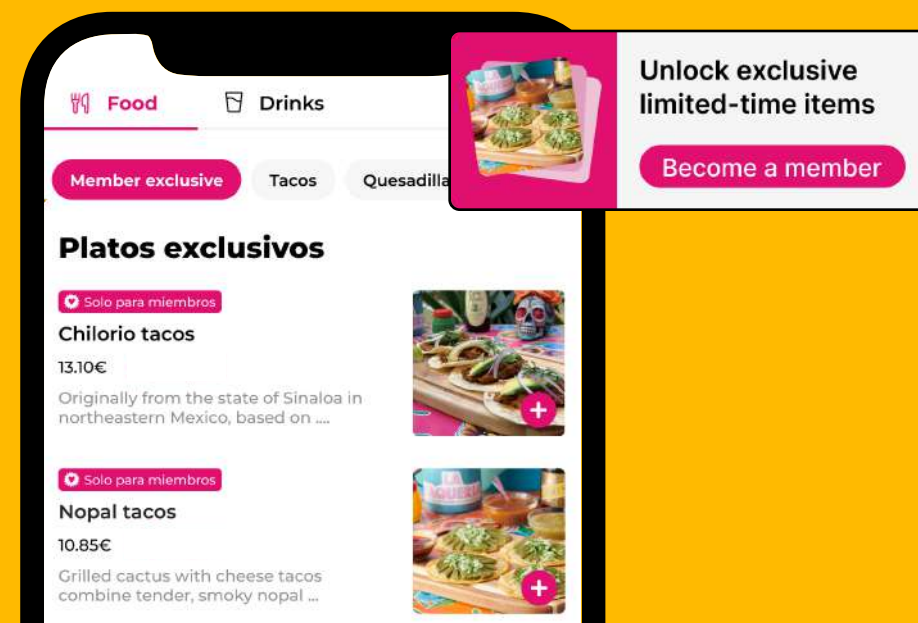 Food
Drinks
Unlock exclusive
limited-time items
Become a member
Member exclusive
Tacos
Quesadilla
Platos exclusivos
Solo para miembros
Chilorio tacos
13.10€
Originally from the state of Sinaloa in
northeastern Mexico, based on ....
Solo para miembros
Nopal tacos
10.85€
Grilled cactus with cheese tacos
combine tender, smoky nopal ...